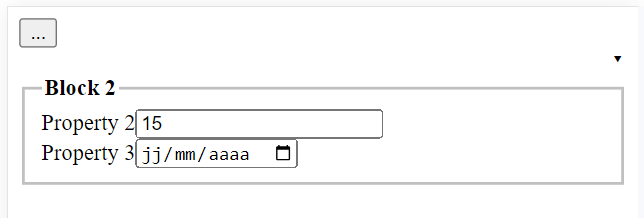 ...
Block 2
Property 2 15
Property 3 jj/mm/aaaa